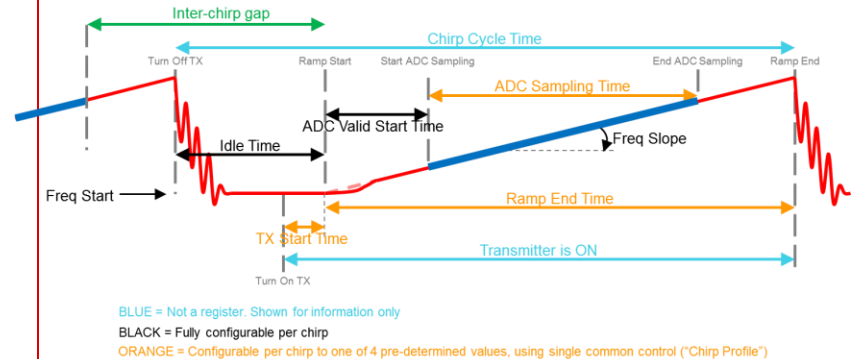 Inter-chirp gap
Chirp Cycle Time
Turn Off TX
Ramp Start
Start ADC Sampling
End ADC Sampling
Ramp End
ADC Sampling Time
ADC Valid Start Time
Idle Time
Freq Slope
Freq Start
Ramp End Time
TX Start Time
Transmitter is ON
Turn On TX
BLUE = Not a register. Shown for information only
BLACK = Fully configurable per chirp
ORANGE = Configurable per chirp to one of 4 pre-determined values, using single common control ("Chirp Profile")